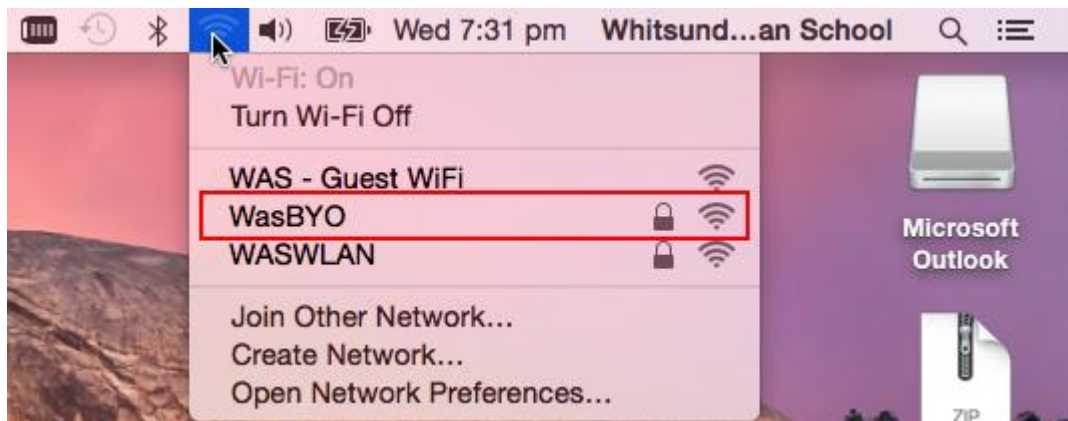 Wed 7:31 pm Whitsund...an School
Wi-Fi: On
Turn Wi-Fi Off
WAS - Guest WiFi
WasBYO
WASWLAN
Join Other Network...
Create Network...
Open Network Preferences...
Microsoft
Outlook
ZIP